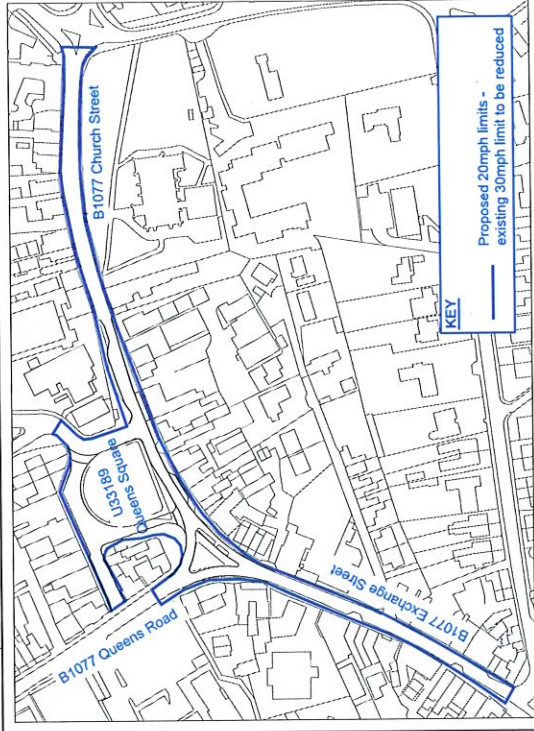 B1077 Church Street
U33189
Queens Square
B1077 Queens Road
B1077 Exchange Street
KEY
Proposed 20mph limits -
existing 30mph limit to be reduced